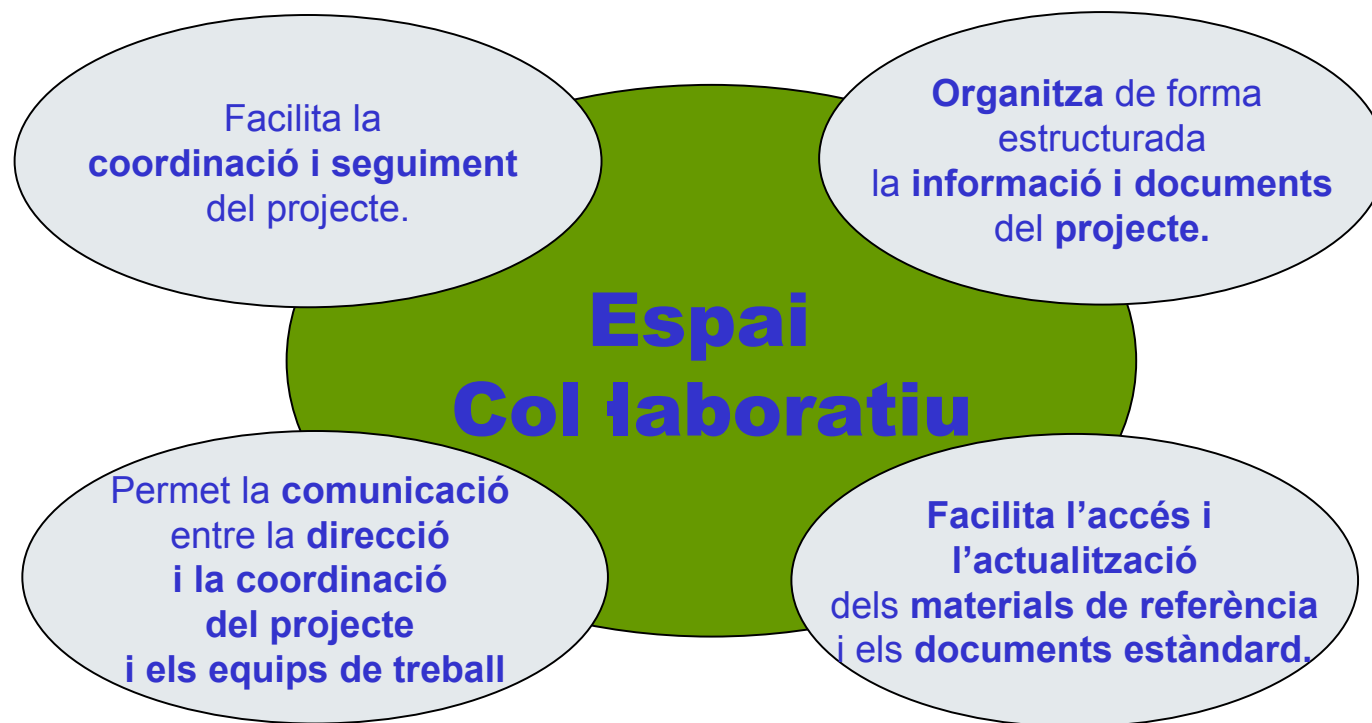 Facilita la
coordinació i seguiment
del projecte.
Organitza de forma
estructurada
la informació i documents
del projecte.
Espai
Col·laboratiu
Permet la comunicació
entre la direcció
i la coordinació
del projecte
i els equips de treball
Facilita l’accés i
l’actualització
dels materials de referència
i els documents estàndard.